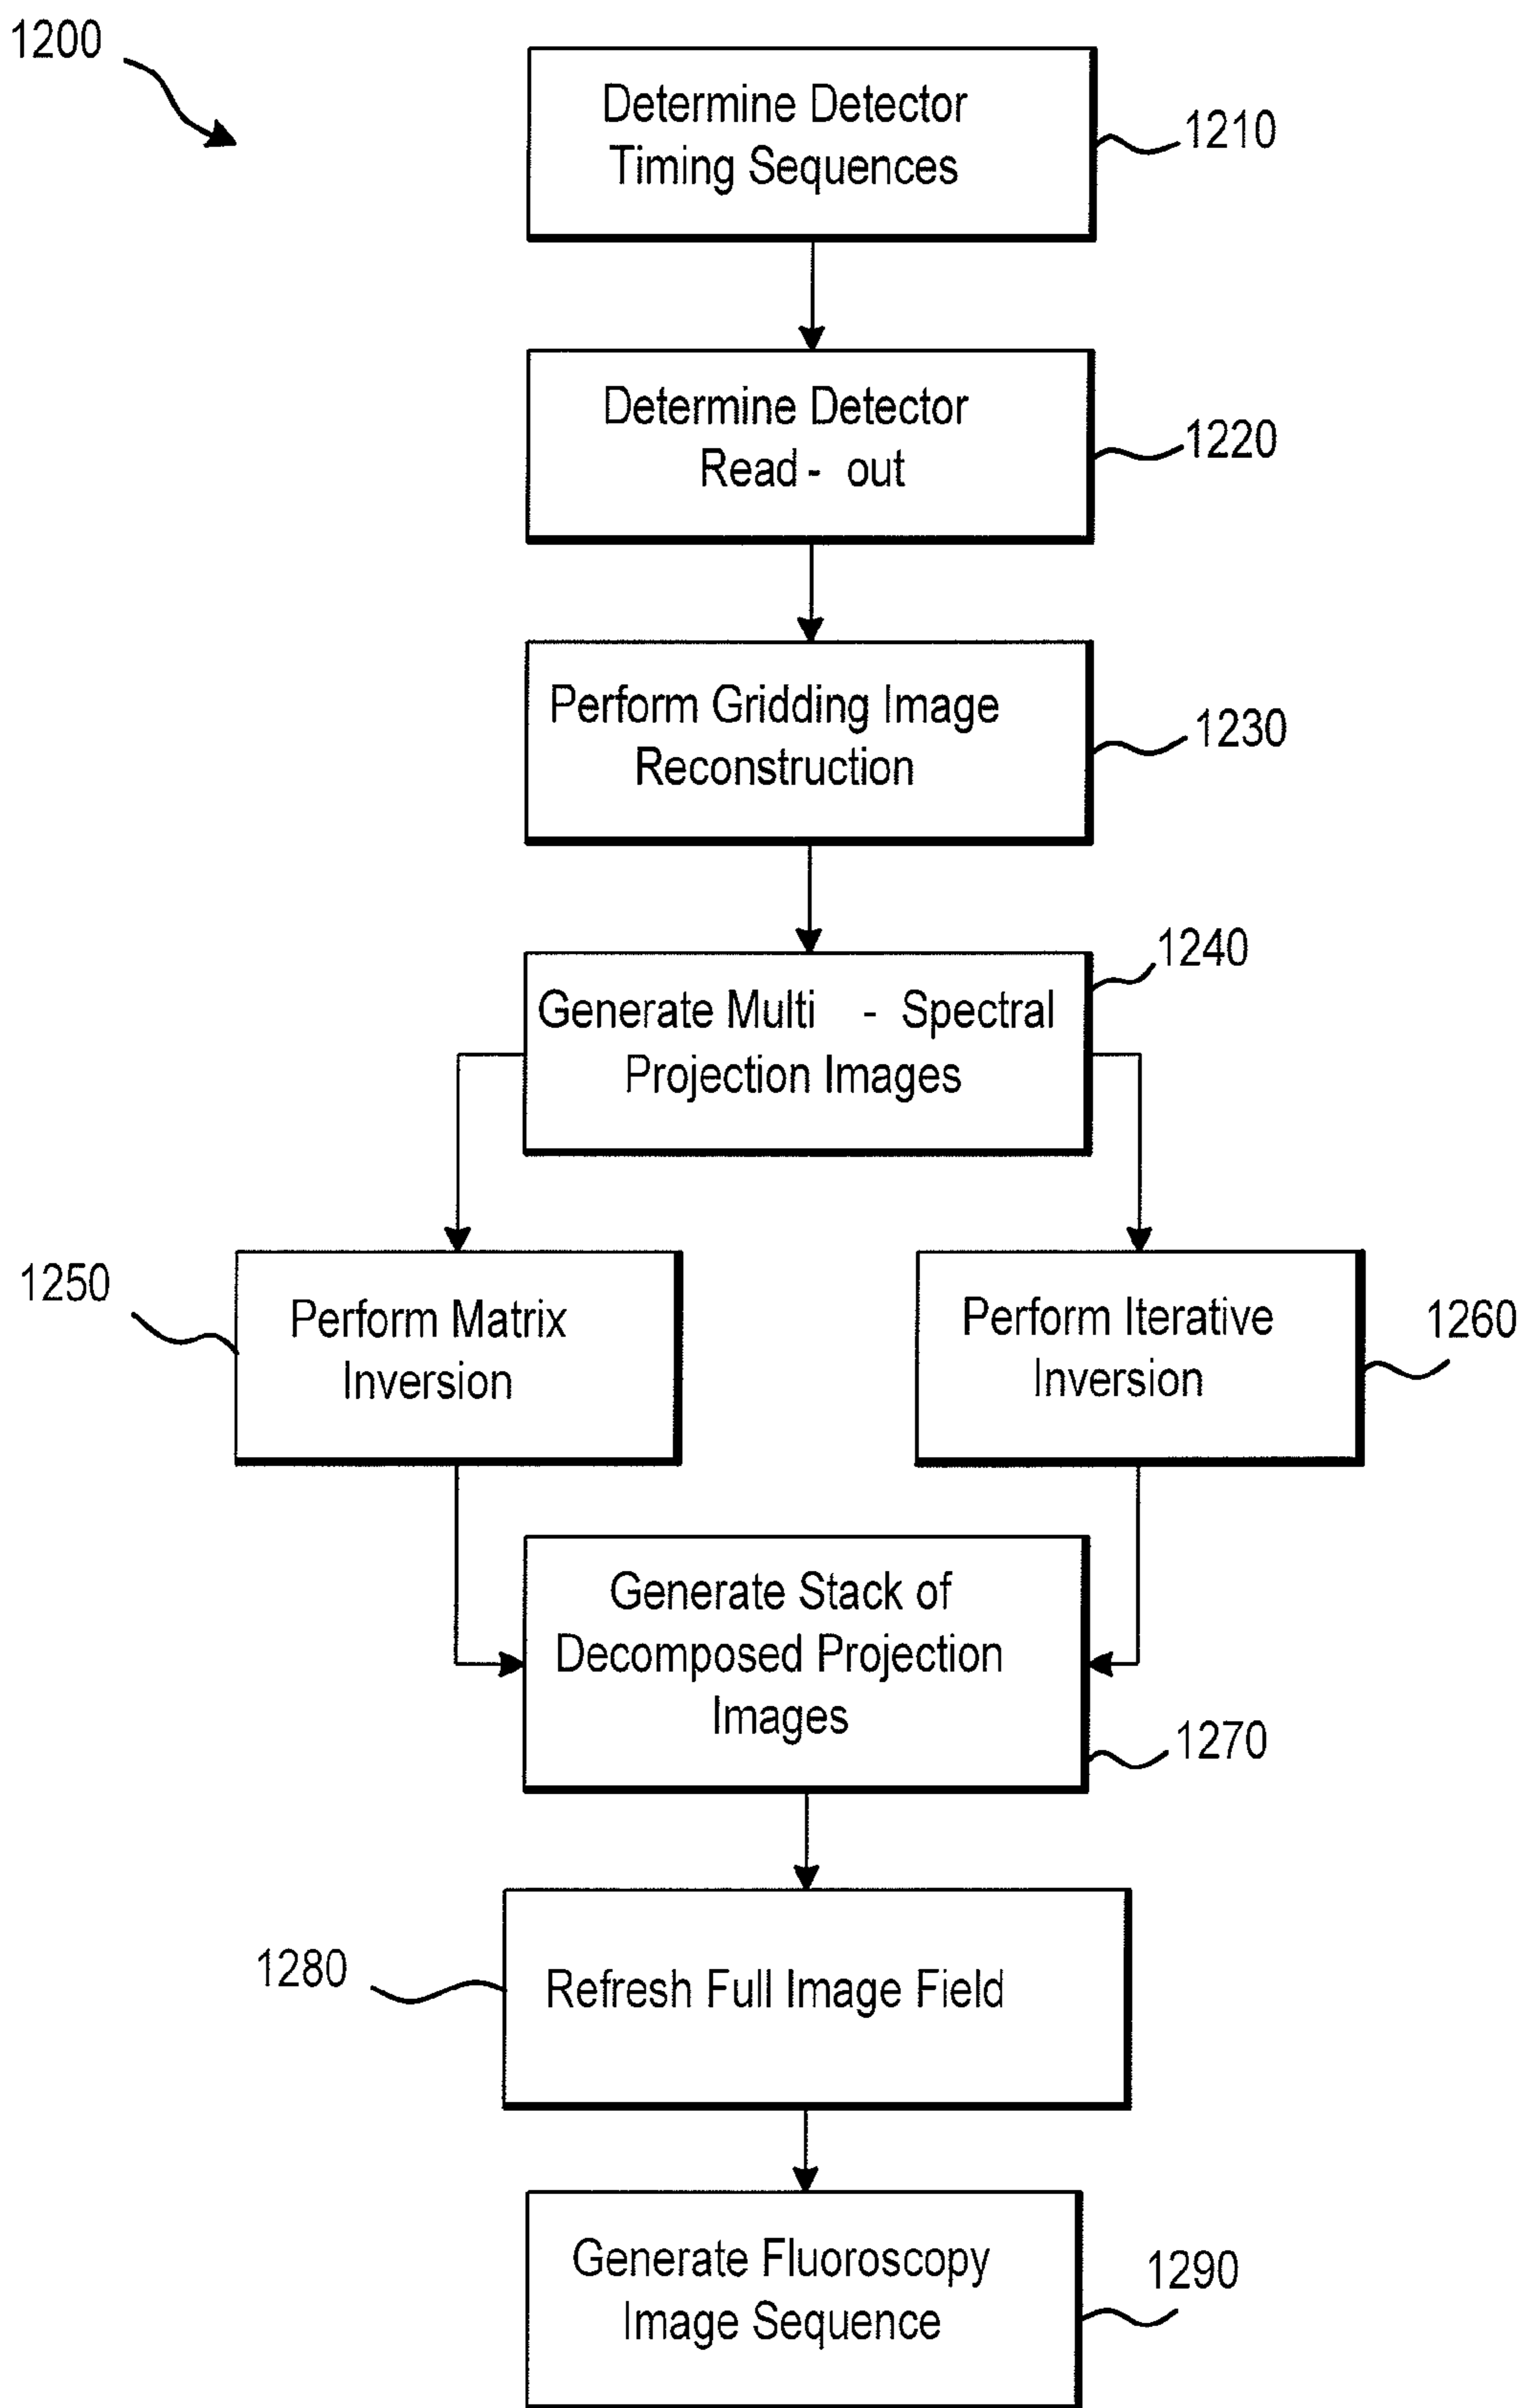 1200
Determine Detector
Timing Sequences
1210
Determine Detector
Read - out
1220
Perform Gridding Image
Reconstruction
1230
1240
Generate Multi - Spectral
Projection Images
1250
Perform Matrix
Inversion
Perform Iterative
Inversion
1260
Generate Stack of
Decomposed Projection
Images
1270
1280
Refresh Full Image Field
Generate Fluoroscopy
Image Sequence
1290